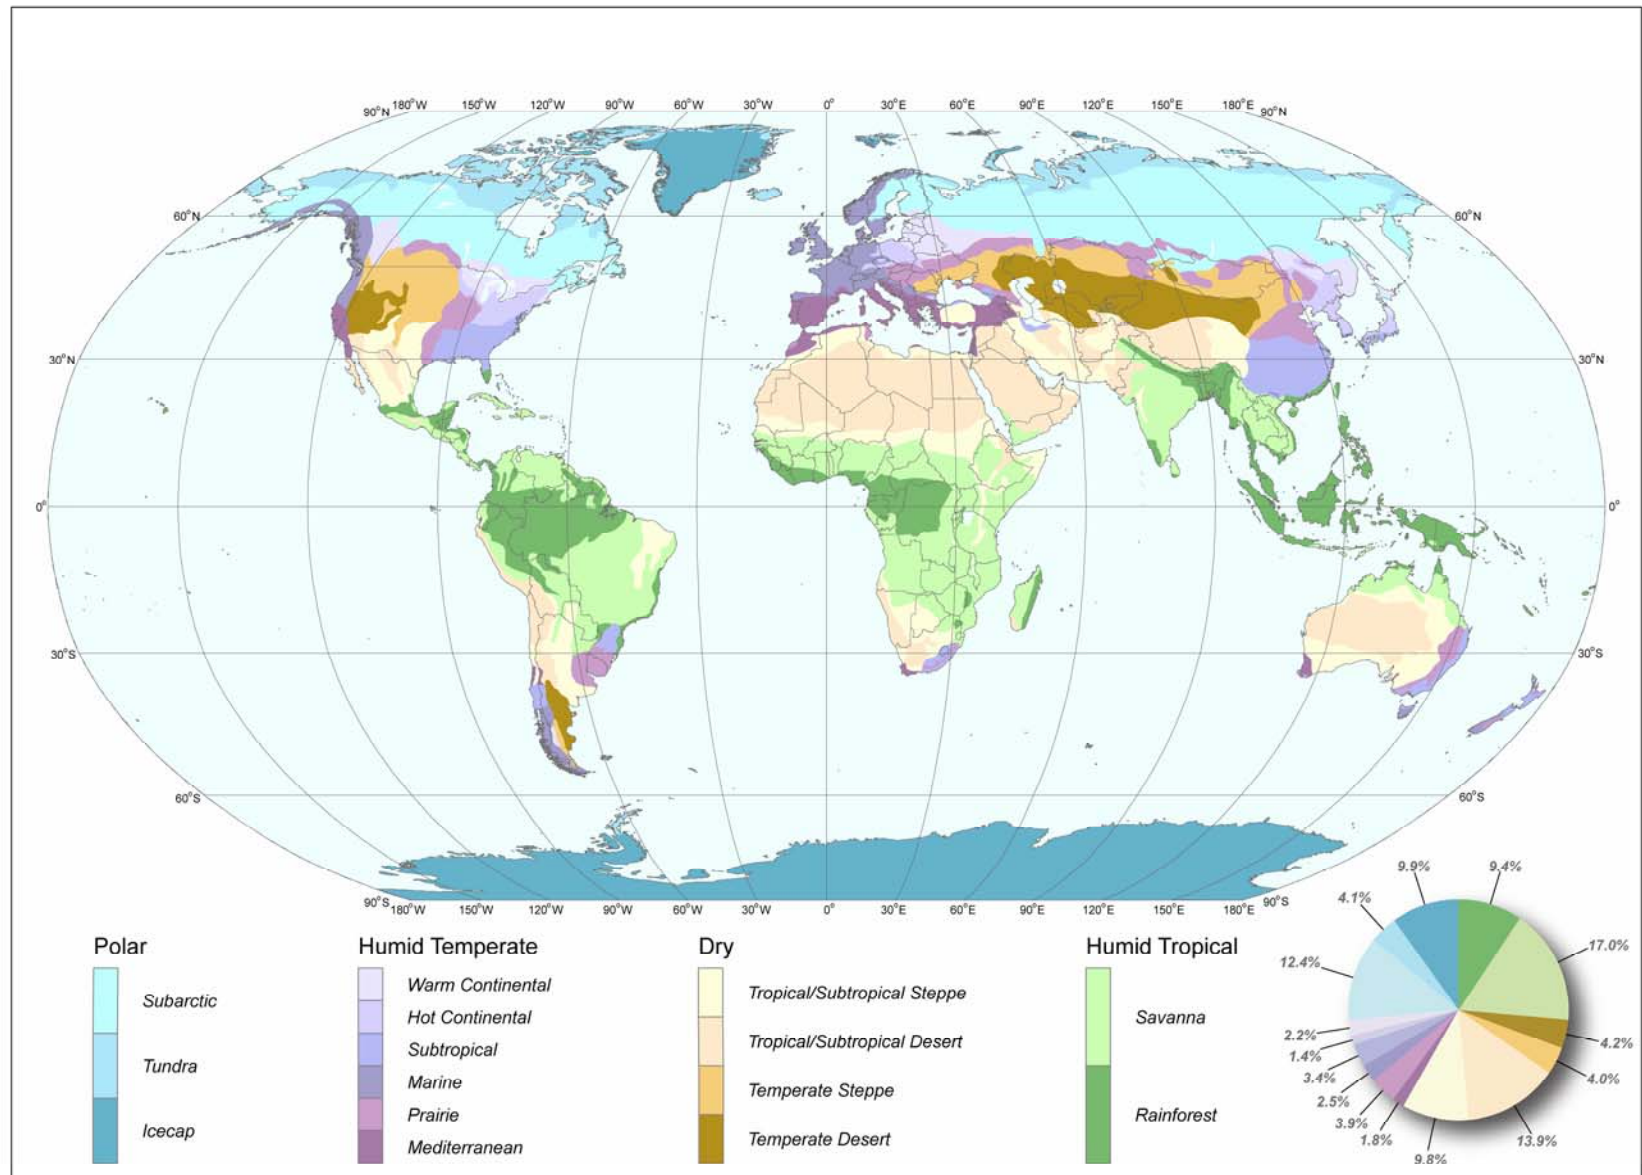 90°N 180°W 150°W 120°W 90°W 60°W 30°W 0° 30°E 60°E 90°E 120°E 150°E 180°E 90°N
60°N 60°N
30°N 30°N
0° 0°
30°S 30°S
60°S 60°S
90°S 180°W 150°W 120°W 90°W 60°W 30°W 0° 30°E 60°E 90°E 120°E 150°E 180°E 90°S
Polar
Subarctic
Tundra
Icecap
Humid Temperate
Warm Continental
Hot Continental
Subtropical
Marine
Prairie
Mediterranean
Dry
Tropical/Subtropical Steppe
Tropical/Subtropical Desert
Temperate Steppe
Temperate Desert
Humid Tropical
Savanna
Rainforest
9.9%
9.4%
4.1%
17.0%
12.4%
2.2%
4.2%
1.4%
4.0%
3.4%
2.5%
3.9%
1.8%
13.9%
9.8%